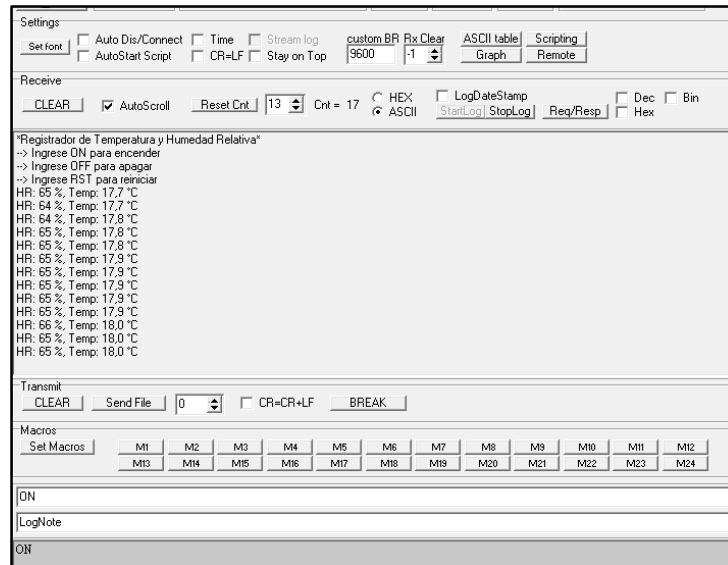 Settings
Set font Auto Dis/Connect Time Stream log custom BR Rx Clear ASCII table Scripting
AutoStart Script CR=LF Stay on Top 9600 -1 Graph Remote
Receive
CLEAR AutoScroll Reset Cnt 13 Cnt = 17 HEX LogDateStamp Dec Bin
ASCII StartLog StopLog Req/Resp Hex
*Registrador de Temperatura y Humedad Relativa*
--> Ingrese ON para encender
--> Ingrese OFF para apagar
--> Ingrese RST para reiniciar
HR: 65 %, Temp: 17,7 °C
HR: 64 %, Temp: 17,7 °C
HR: 64 %, Temp: 17,8 °C
HR: 65 %, Temp: 17,8 °C
HR: 65 %, Temp: 17,8 °C
HR: 65 %, Temp: 17,9 °C
HR: 65 %, Temp: 17,9 °C
HR: 65 %, Temp: 17,9 °C
HR: 65 %, Temp: 17,9 °C
HR: 65 %, Temp: 17,9 °C
HR: 66 %, Temp: 18,0 °C
HR: 65 %, Temp: 18,0 °C
HR: 65 %, Temp: 18,0 °C
Transmit
CLEAR Send File 0 CR=CR+LF BREAK
Macros
Set Macros M1 M2 M3 M4 M5 M6 M7 M8 M9 M10 M11 M12
M13 M14 M15 M16 M17 M18 M19 M20 M21 M22 M23 M24
ON
LogNote
ON